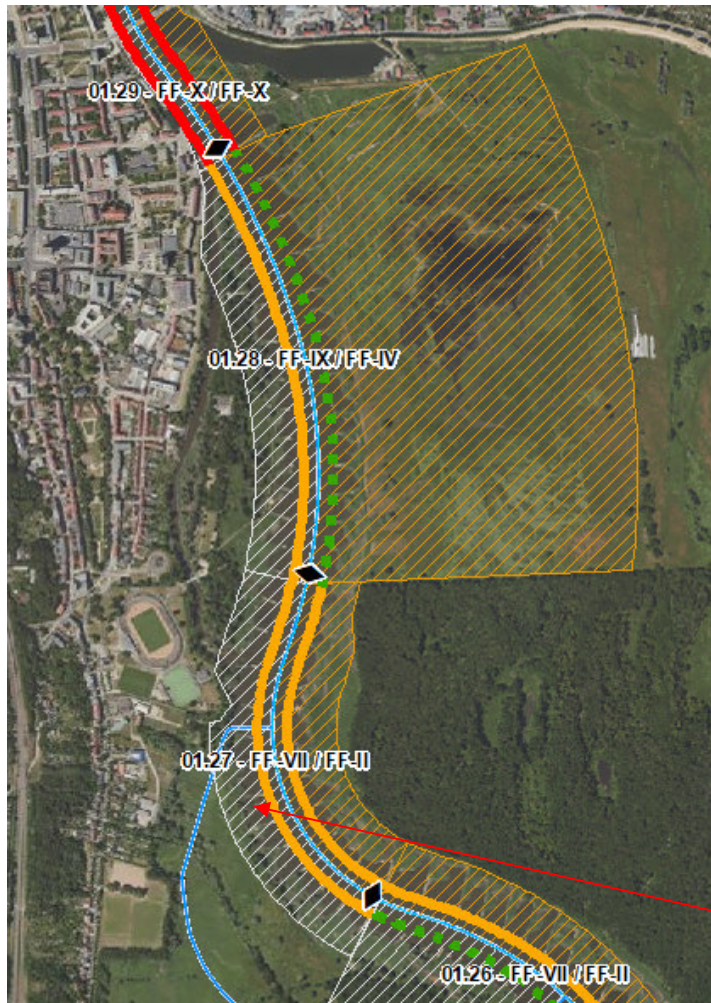 01.29 - FF-X / FF-X
01.28 - FF-IX / FF-IV
01.27 - FF-VII / FF-II
01.26 - FF-VII / FF-II